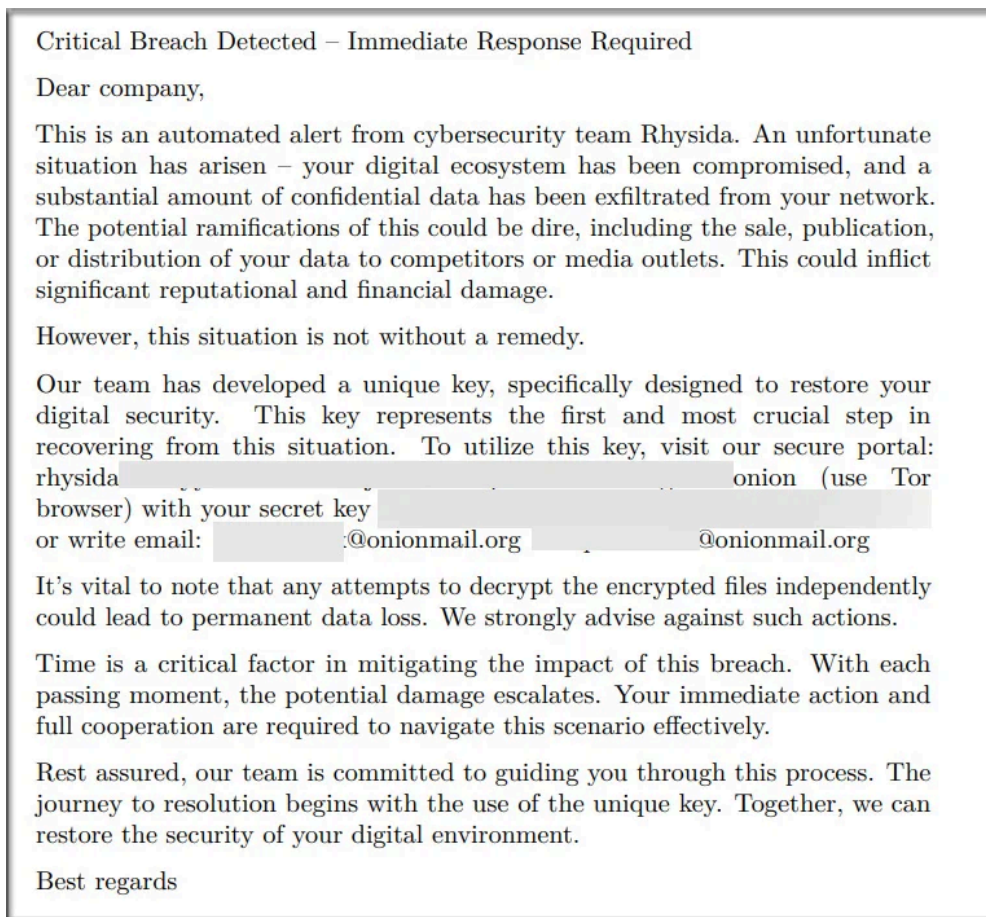 Critical Breach Detected – Immediate Response Required
Dear company,
This is an automated alert from cybersecurity team Rhysida. An unfortunate
situation has arisen – your digital ecosystem has been compromised, and a
substantial amount of confidential data has been exfiltrated from your network.
The potential ramifications of this could be dire, including the sale, publication,
or distribution of your data to competitors or media outlets. This could inflict
significant reputational and financial damage.
However, this situation is not without a remedy.
Our team has developed a unique key, specifically designed to restore your
digital security. This key represents the first and most crucial step in
recovering from this situation. To utilize this key, visit our secure portal:
rhysida onion (use Tor
browser) with your secret key
or write email: @onionmail.org @onionmail.org
It's vital to note that any attempts to decrypt the encrypted files independently
could lead to permanent data loss. We strongly advise against such actions.
Time is a critical factor in mitigating the impact of this breach. With each
passing moment, the potential damage escalates. Your immediate action and
full cooperation are required to navigate this scenario effectively.
Rest assured, our team is committed to guiding you through this process. The
journey to resolution begins with the use of the unique key. Together, we can
restore the security of your digital environment.
Best regards